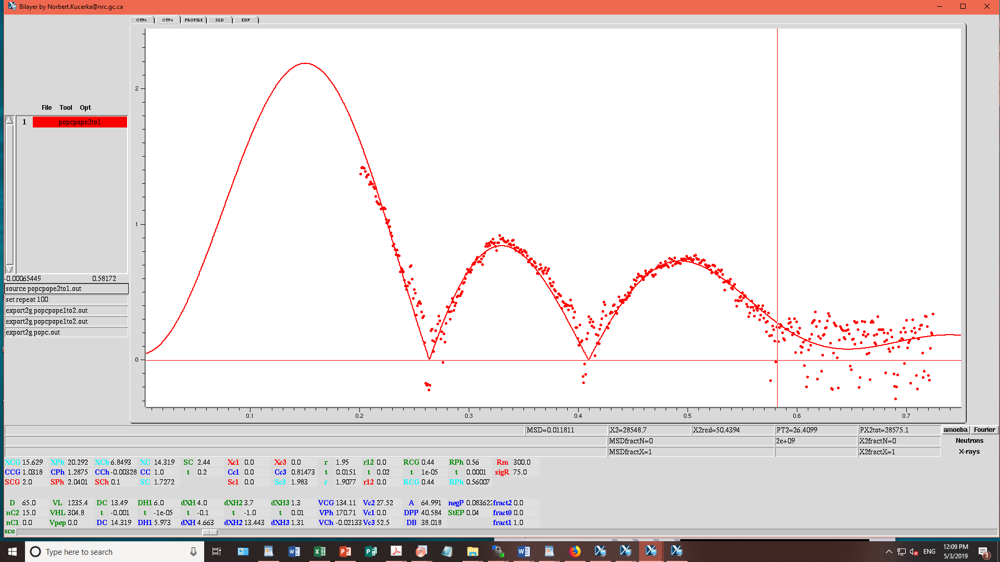 Bilayer by Norbert.Kucerka@nrc.gc.ca
CTFn CTFx PROFILE SLD EDP
File Tool Opt
1 popcpope2to1
-0.00065449 0.58172
source popcpope2to1.out
set repeat 100
export2g popcpope1to2.out
export2g popcpope1to2.out
export2g popc.out
2
1
0
0.1 0.2 0.3 0.4 0.5 0.6 0.7
MSD=0.011811 X2=28548.7 X2red=50.4394 PT2=26.4099 PX2tot=28575.1 amoeba Fourier
MSDfractN=0 2e+09 X2fractN=0 Neutrons
MSDfractX=1 X2fractX=1 X-rays
XCG 15.629 XPh 20.292 XCh 6.8493 XC 14.319 SC 2.44 Xc1 0.0 Xc3 0.0 r 1.95 r12 0.0 RCG 0.44 RPh 0.56 Rm 300.0
CCG 1.0318 CPh 1.2875 CCh -0.00328 CC 1.0 t 0.2 Cc1 0.0 Cc3 0.81473 t 0.0151 t 0.02 t 1e-05 t 0.0001 sigR 75.0
SCG 2.0 SPh 2.0401 SCh 0.1 SC 1.7272 Sc1 0.0 Sc3 1.983 r 1.9077 r12 0.0 RCG 0.44 RPh 0.56007
D 65.0 VL 1235.4 DC 13.49 DH1 6.0 dXH 4.0 dXH2 3.7 dXH3 1.3 VCG 134.11 Vc2 27.52 A 64.991 negP 0.08362 fract2 0.0
nC2 15.0 VHL 304.8 t -0.001 t -1e-05 t -0.1 t -1.0 t 0.01 VPh 170.71 Vc1 0.0 DPP 40.584 StEP 0.04 fract0 0.0
nC1 0.0 Vpep 0.0 DC 14.319 DH1 5.973 dXH 4.663 dXH2 13.443 dXH3 1.31 VCh -0.02133 Vc3 52.5 DB 38.018 fract1 1.0
SCG
Type here to search
ENG
12:09 PM
5/3/2019
3